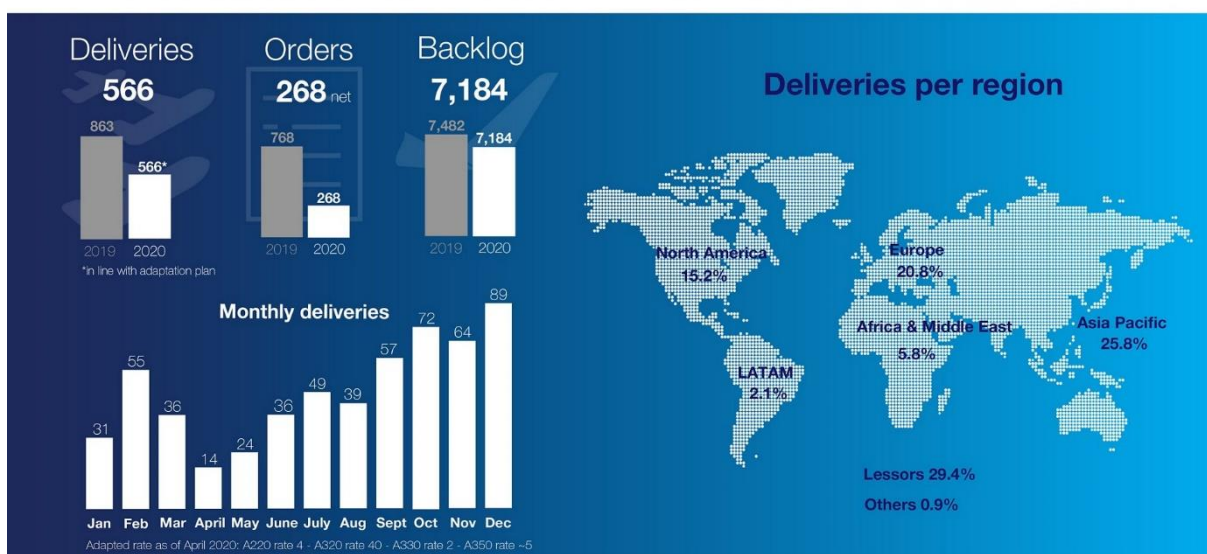 Deliveries
566
863
566*
2019
2020
*in line with adaptation plan
Orders
268 net
768
268
2019
2020
Backlog
7,184
7,482
7,184
2019
2020
Monthly deliveries
31
55
36
14
24
36
49
39
57
72
64
89
Jan Feb Mar April May June July Aug Sept Oct Nov Dec
Adapted rate as of April 2020: A220 rate 4 - A320 rate 40 - A330 rate 2 - A350 rate ~5
Deliveries per region
North America
15.2%
Europe
20.8%
Africa & Middle East
5.8%
Asia Pacific
25.8%
LATAM
2.1%
Lessors 29.4%
Others 0.9%